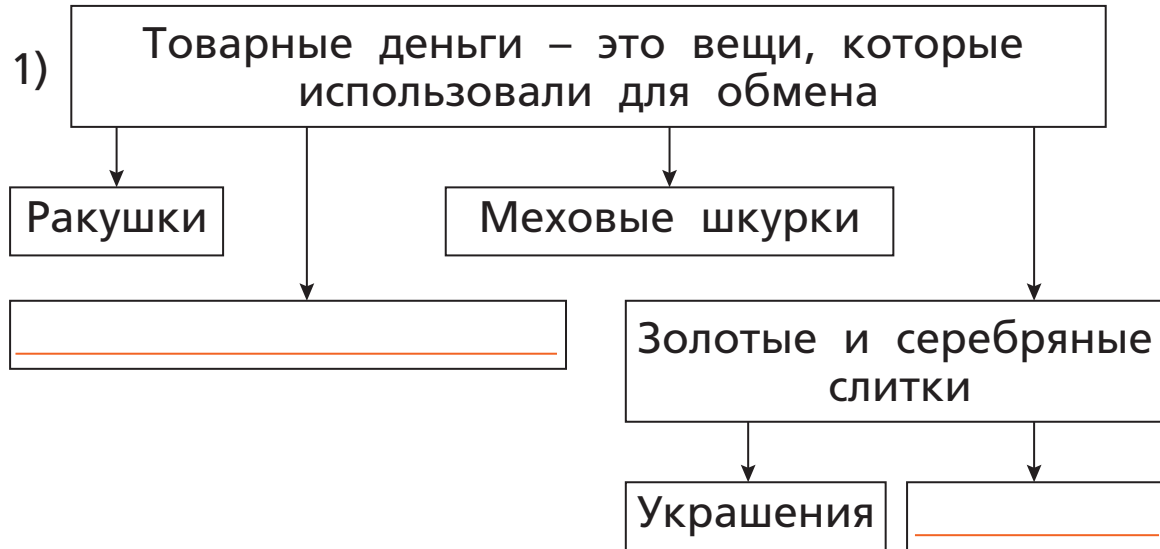 1)
Товарные деньги – это вещи, которые
использовали для обмена
Ракушки
Меховые шкурки
Золотые и серебряные
слитки
Украшения